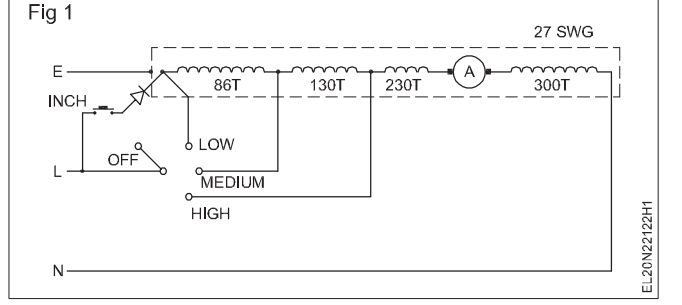 Fig 1
27 SWG
E
A
86T
130T
230T
300T
INCH
LOW
OFF
L
MEDIUM
HIGH
N
EL20N22122H1